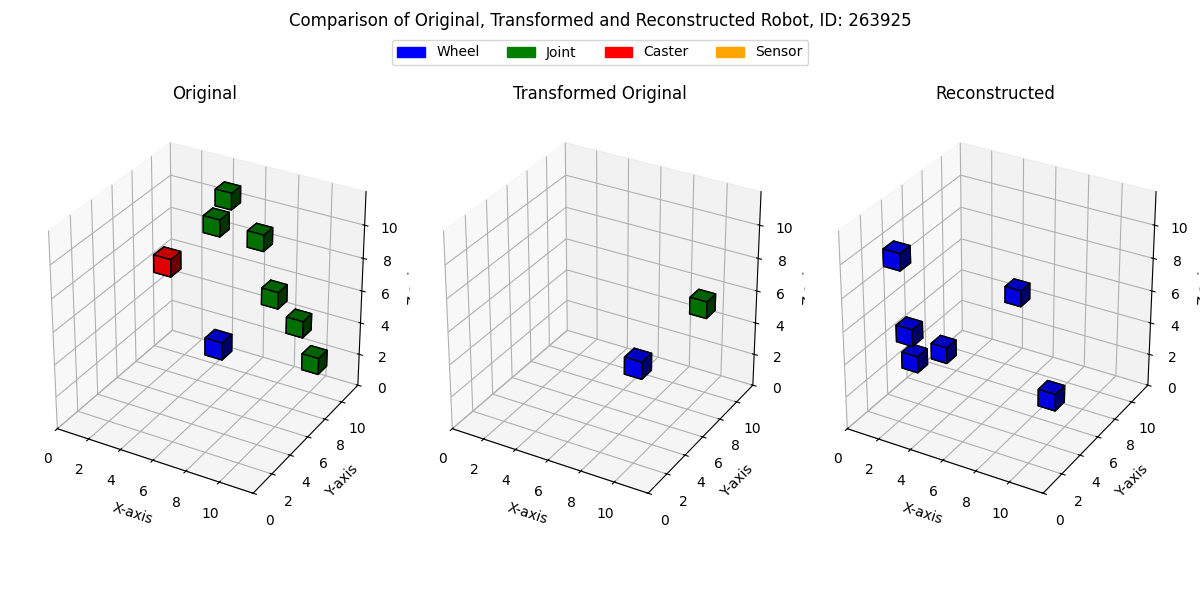 Comparison of Original, Transformed and Reconstructed Robot, ID: 263925
Wheel Joint Caster Sensor
Original
Transformed Original
Reconstructed
0 2 4 6 8 10
X-axis
0 2 4 6 8 10
Y-axis
0 2 4 6 8 10
0 2 4 6 8 10
X-axis
0 2 4 6 8 10
Y-axis
0 2 4 6 8 10
0 2 4 6 8 10
X-axis
0 2 4 6 8 10
Y-axis
0 2 4 6 8 10